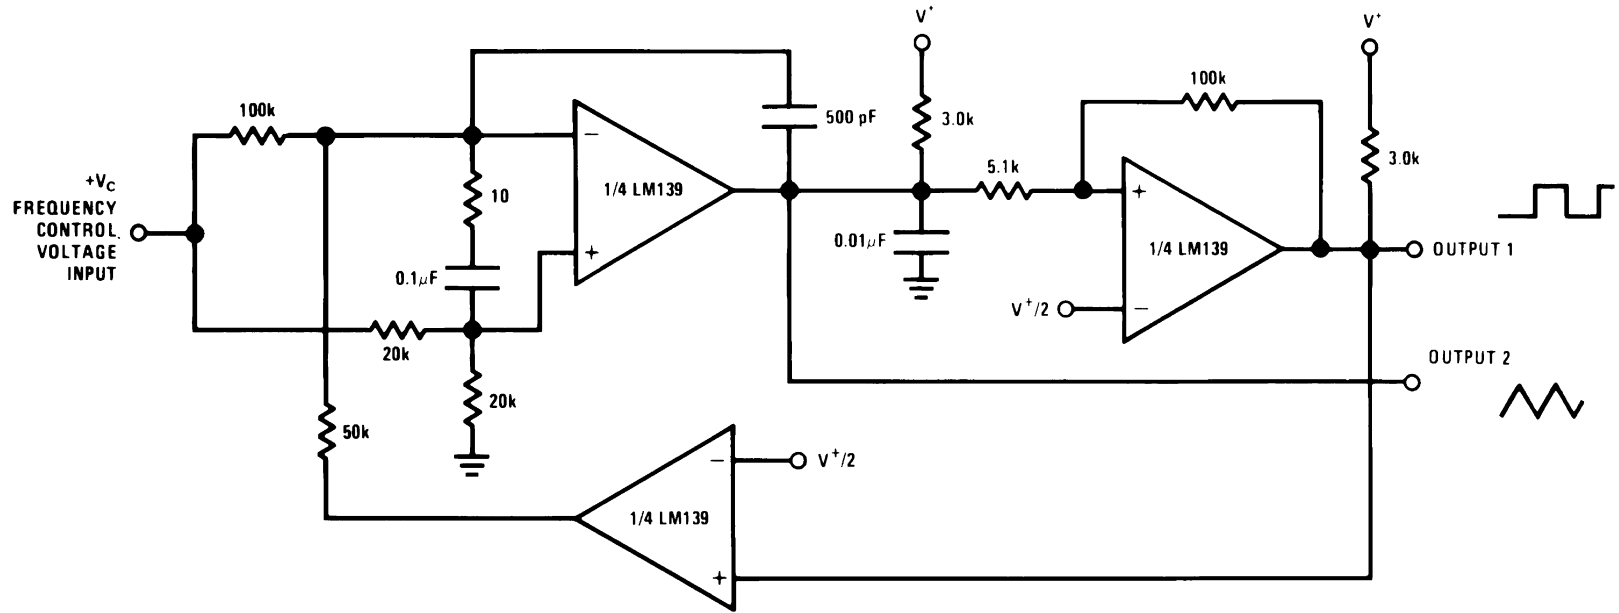 V+
V+
100k
100k
500 pF
3.0k
5.1k
3.0k
+VC
FREQUENCY
CONTROL
VOLTAGE
INPUT
−
1/4 LM139
+
10
0.1μF
0.01μF
+
1/4 LM139
−
V+/2
OUTPUT 1
20k
20k
OUTPUT 2
50k
−
V+/2
1/4 LM139
+